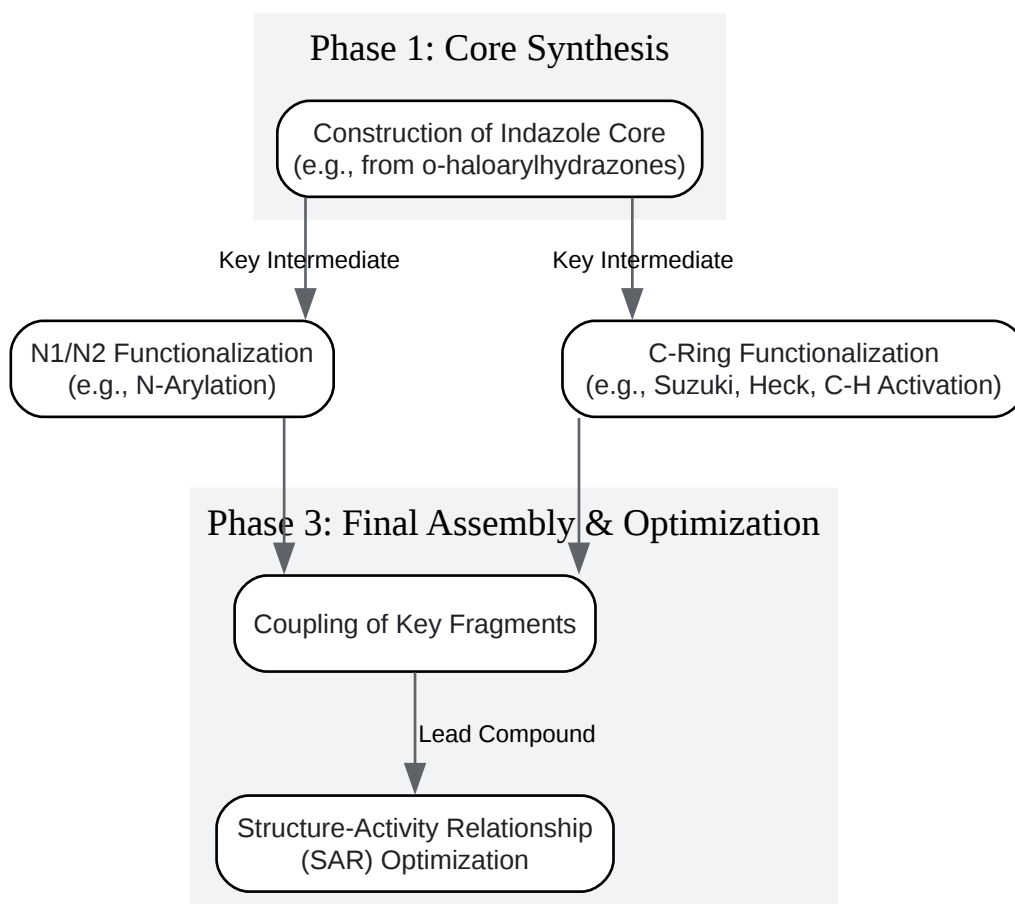 Phase 1: Core Synthesis
Construction of Indazole Core
(e.g., from o-haloarylhydrazones)
Key Intermediate
Key Intermediate
N1/N2 Functionalization
(e.g., N-Arylation)
C-Ring Functionalization
(e.g., Suzuki, Heck, C-H Activation)
Phase 3: Final Assembly & Optimization
Coupling of Key Fragments
Lead Compound
Structure-Activity Relationship
(SAR) Optimization